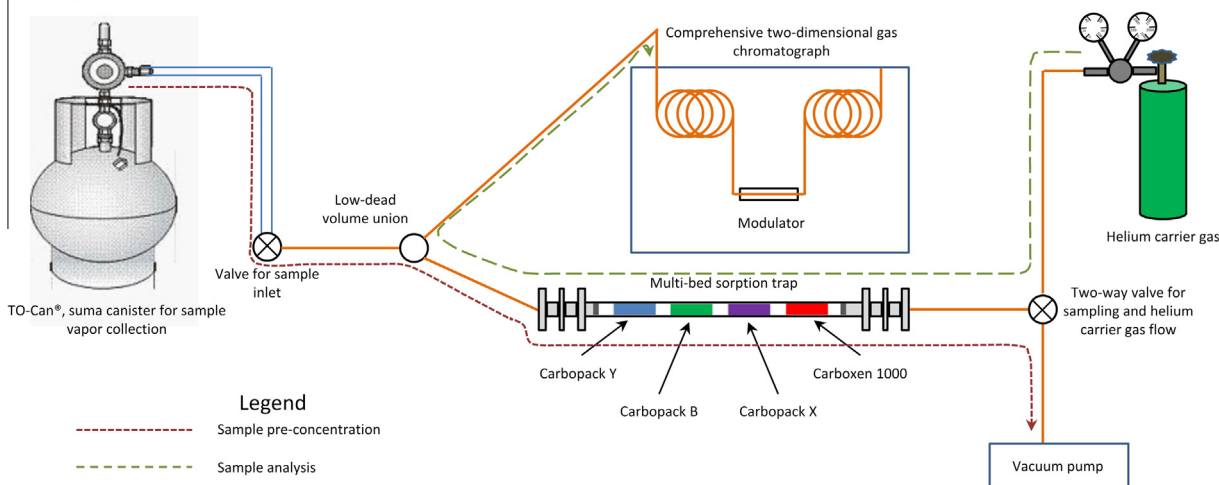 Comprehensive two-dimensional gas
chromatograph
Low-dead
volume union
Modulator
Helium carrier gas
Valve for sample
inlet
Multi-bed sorption trap
Two-way valve for
sampling and helium
carrier gas flow
TO-Can®, suma canister for sample
vapor collection
Carbopack Y
Carboxen 1000
Carbopack B
Carbopack X
Legend
Sample pre-concentration
Sample analysis
Vacuum pump